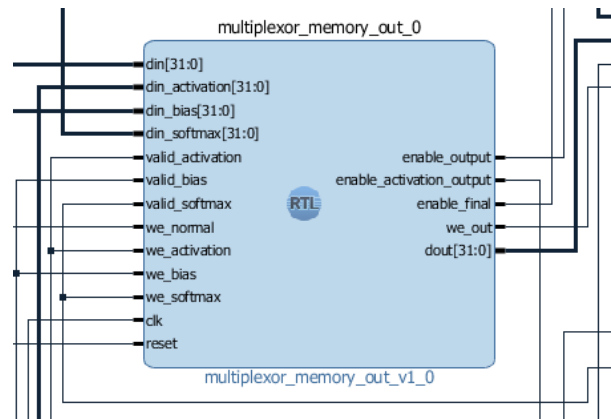 multiplexor_memory_out_0
din[31:0]
din_activation[31:0]
din_bias[31:0]
din_softmax[31:0]
valid_activation
valid_bias
valid_softmax
we_normal
we_activation
we_bias
we_softmax
clk
reset
RTL
enable_output
enable_activation_output
enable_final
we_out
dout[31:0]
multiplexor_memory_out_v1_0